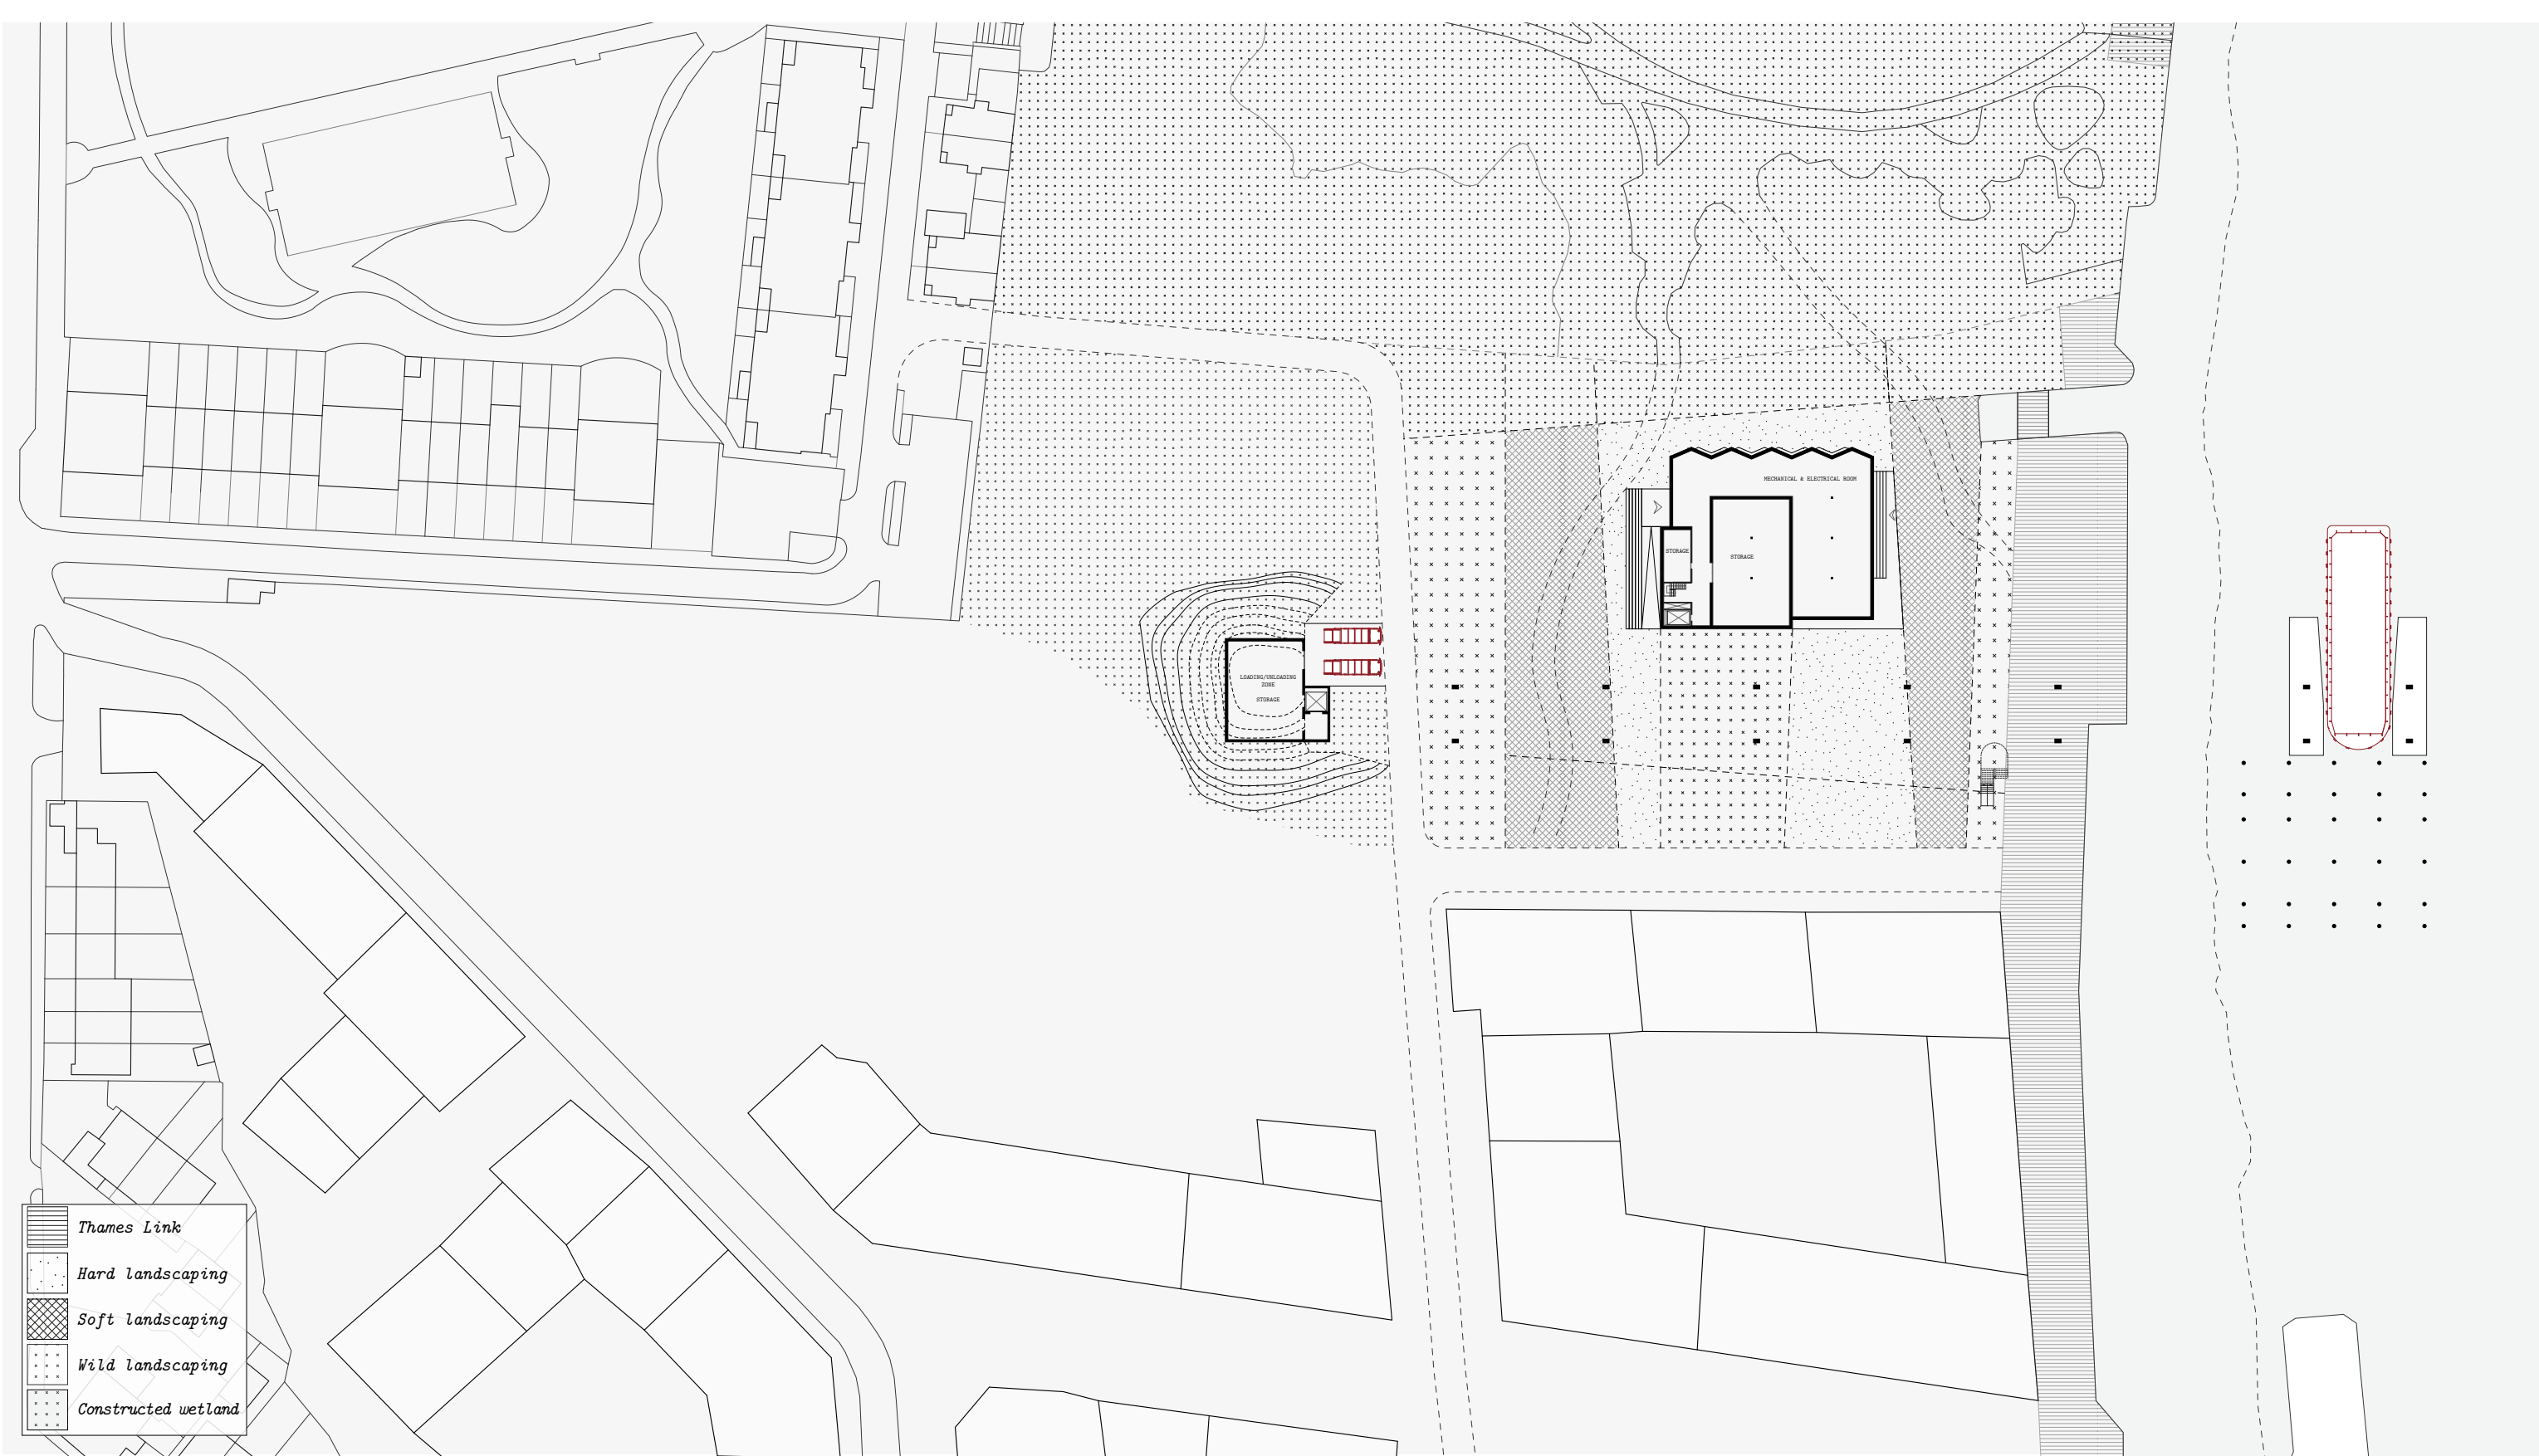 MECHANICAL & ELECTRICAL ROOM
STORAGE
STORAGE
LOADING/UNLOADING
ZONE
STORAGE
Thames Link
Hard landscaping
Soft landscaping
Wild landscaping
Constructed wetland